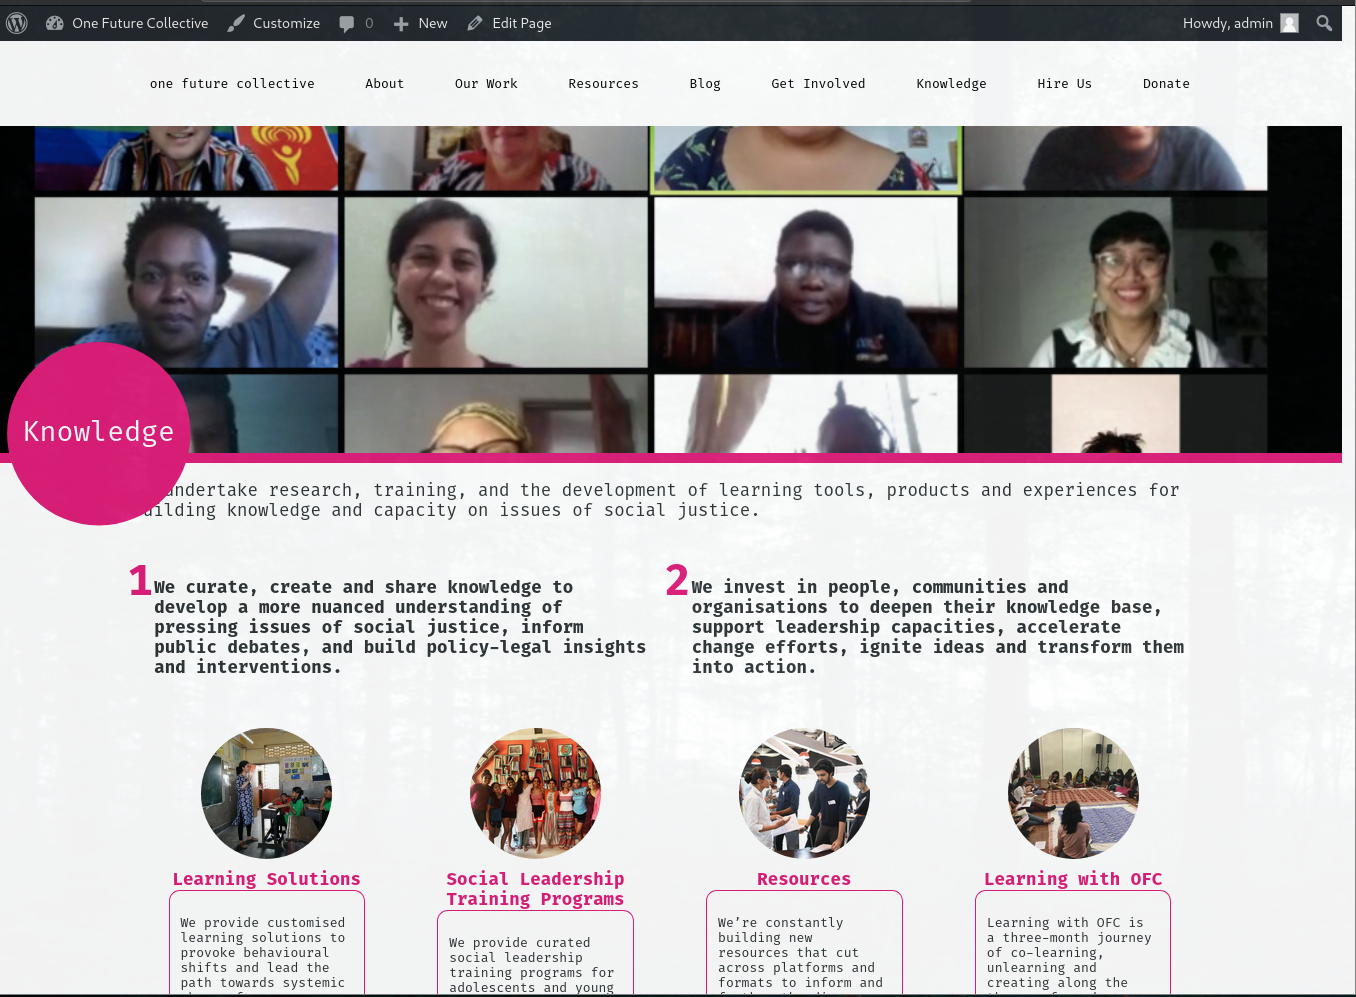 One Future Collective Customize 0 New Edit Page Howdy, admin
one future collective About Our Work Resources Blog Get Involved Knowledge Hire Us Donate
Knowledge
undertake research, training, and the development of learning tools, products and experiences for
knowledge and capacity on issues of social justice.
1
We curate, create and share knowledge to
develop a more nuanced understanding of
pressing issues of social justice, inform
public debates, and build policy-legal insights
and interventions.
2
We invest in people, communities and
organisations to deepen their knowledge base,
support leadership capacities, accelerate
change efforts, ignite ideas and transform them
into action.
Learning Solutions
We provide customised
learning solutions to
provoke behavioural
shifts and lead the
path towards systemic
Social Leadership
Training Programs
We provide curated
social leadership
training programs for
adolescents and young
Resources
We’re constantly
building new
resources that cut
across platforms and
formats to inform and
Learning with OFC
Learning with OFC is
a three-month journey
of co-learning,
unlearning and
creating along the